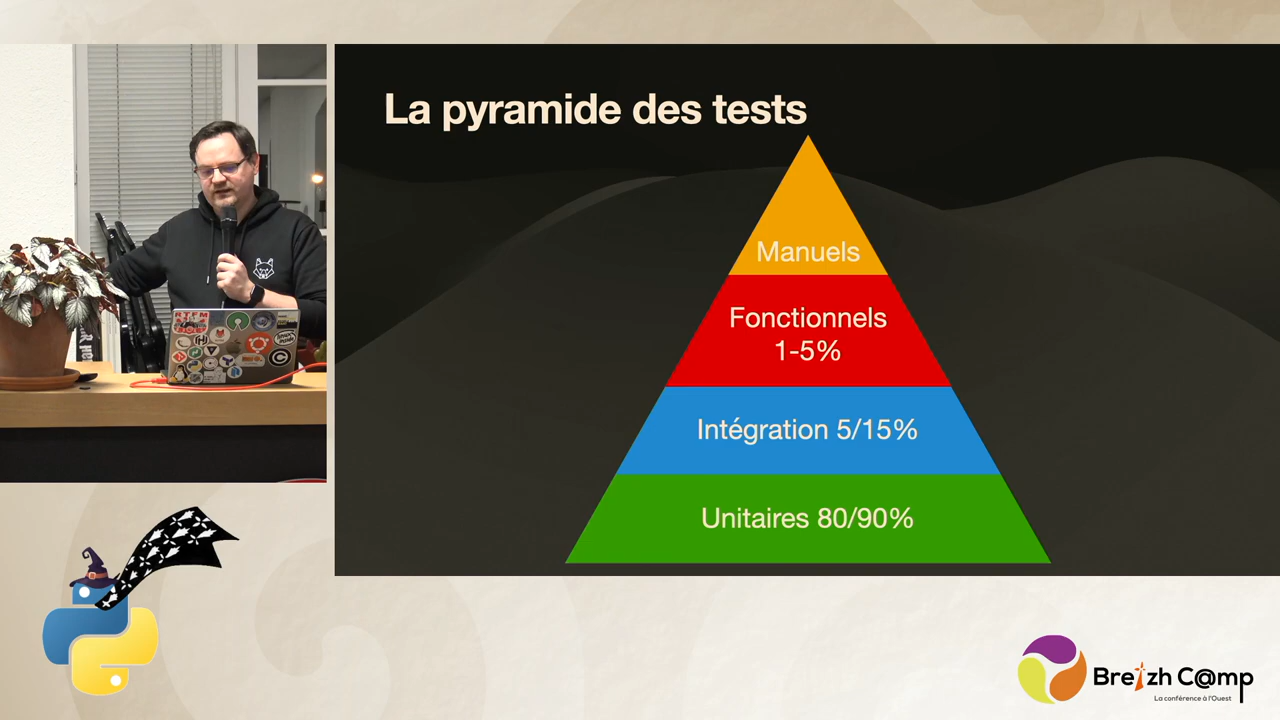 La pyramide des tests
Manuels
Fonctionnels
1-5%
Intégration 5/15%
Unitaires 80/90%
RTFM
Breizh C@mp
La conférence à l'Ouest